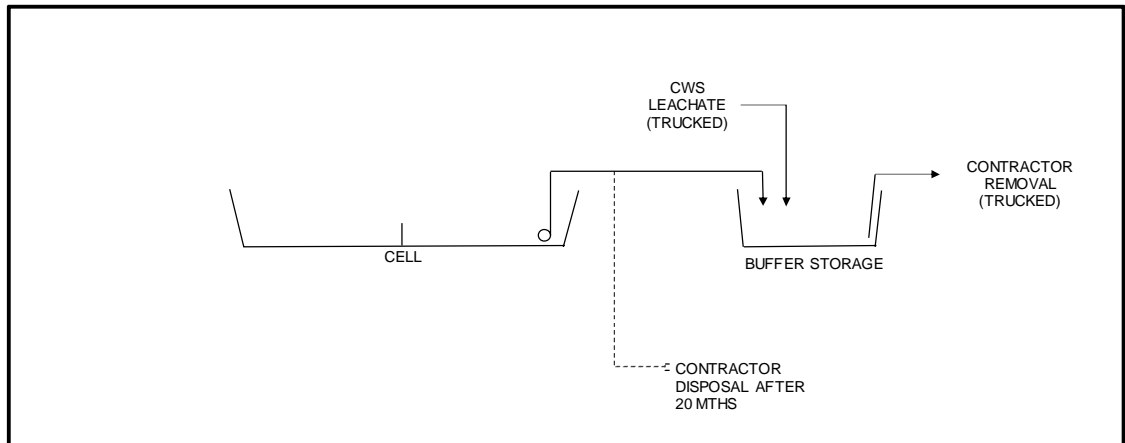 CWS
LEACHATE
(TRUCKED)
CONTRACTOR
REMOVAL
(TRUCKED)
CELL
BUFFER STORAGE
CONTRACTOR
DISPOSAL AFTER
20 MTHS